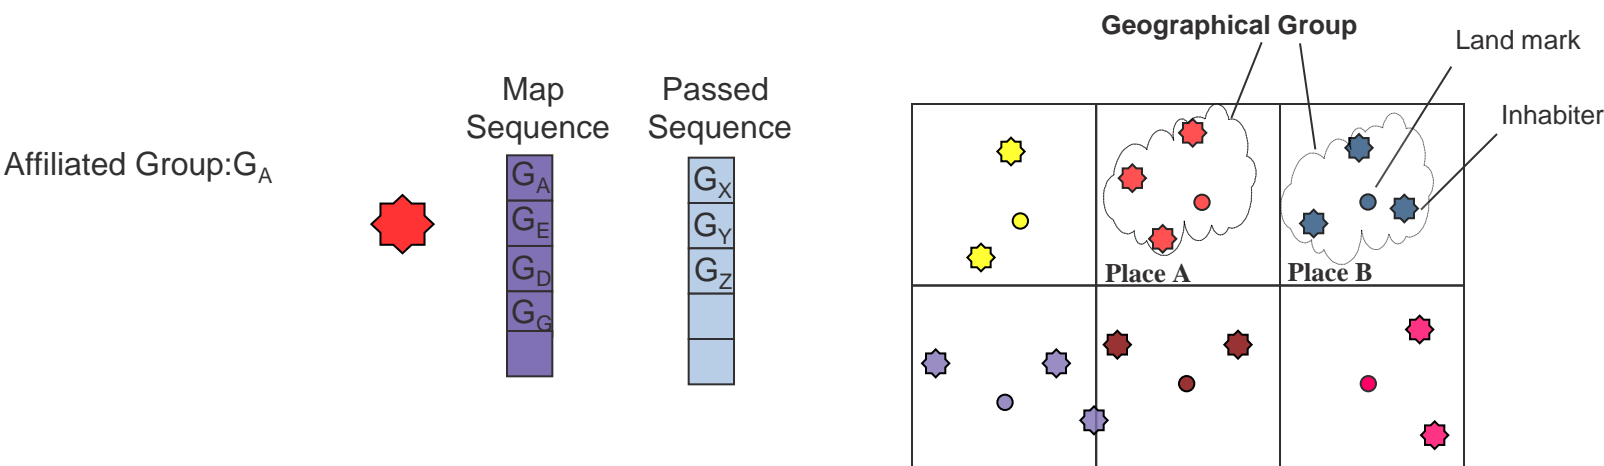 Affiliated Group:GA
Map
Sequence
GA
GE
GD
GG
Passed
Sequence
GX
GY
GZ
Geographical Group
Land mark
Inhabiter
Place A
Place B